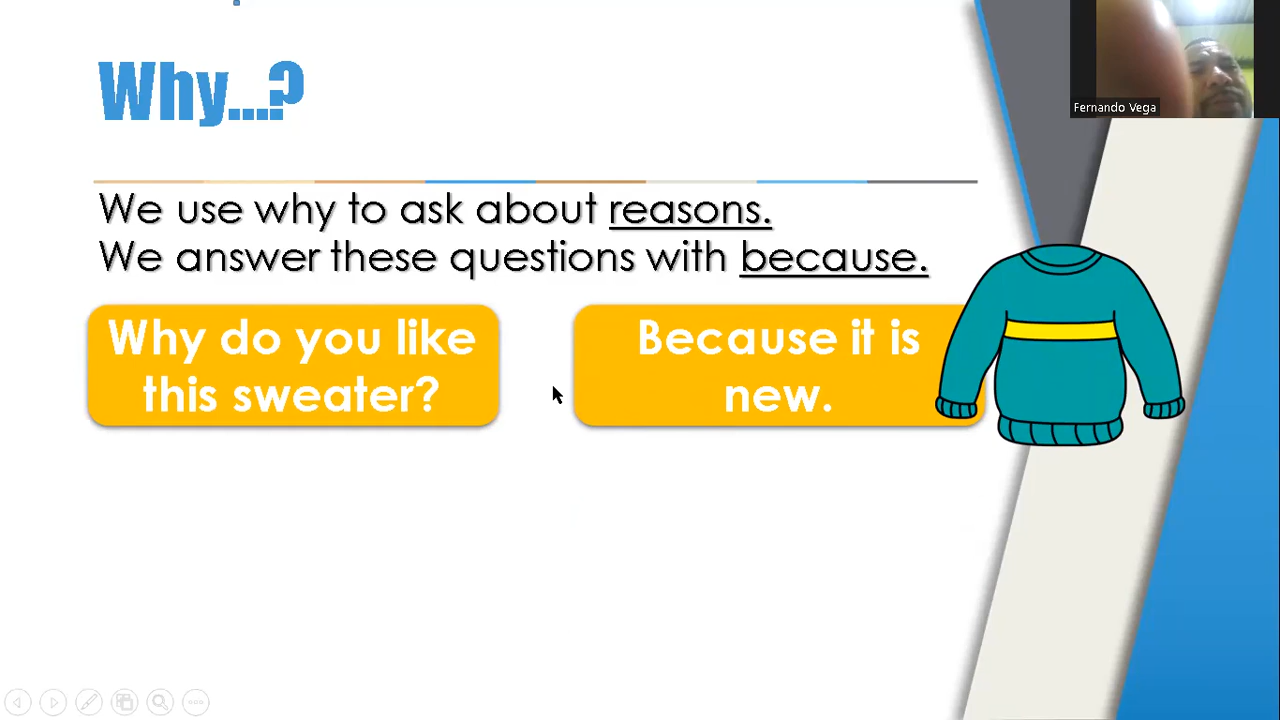 Why...?
Fernando Vega
We use why to ask about reasons.
We answer these questions with because.
Why do you like
this sweater?
Because it is
new.